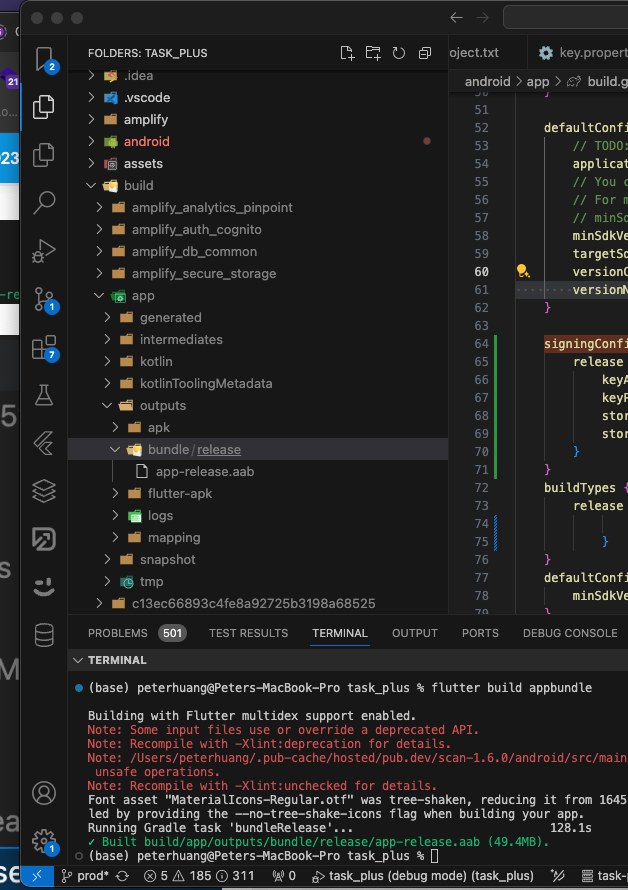 FOLDERS: TASK_PLUS
.idea
.vscode
amplify
android
assets
build
amplify_analytics_pinpoint
amplify_auth_cognito
amplify_db_common
amplify_secure_storage
app
generated
intermediates
kotlin
kotlinToolingMetadata
outputs
apk
bundle/release
app-release.aab
flutter-apk
logs
mapping
snapshot
tmp
c13ec66893c4fe8a92725b3198a68525
2
21
1
7
1
oject.txt
key.propert
android > app > build.g
50 }
51
52 defaultConfi
53 // TODO:
54 applicat
55 // You c
56 // For m
57 // minSd
58 minSdkVe
59 targetSd
60 versionC
61 versionN
62 }
63
64 signingConfi
65 release
66 keyA
67 keyP
68 stor
69 stor
70 }
71 }
72 buildTypes {
73 release
74
75 }
76 }
77 defaultConfi
78 minSdkVe
79 }
PROBLEMS 501 TEST RESULTS TERMINAL OUTPUT PORTS DEBUG CONSOLE
TERMINAL
(base) peterhuang@Peters-MacBook-Pro task_plus % flutter build appbundle
Building with Flutter multidex support enabled.
Note: Some input files use or override a deprecated API.
Note: Recompile with -Xlint:deprecation for details.
Note: /Users/peterhuang/.pub-cache/hosted/pub.dev/scan-1.6.0/android/src/main
unsafe operations.
Note: Recompile with -Xlint:unchecked for details.
Font asset "MaterialIcons-Regular.otf" was tree-shaken, reducing it from 1645
led by providing the --no-tree-shake-icons flag when building your app.
Running Gradle task 'bundleRelease'... 128.1s
✓ Built build/app/outputs/bundle/release/app-release.aab (49.4MB).
(base) peterhuang@Peters-MacBook-Pro task_plus %
prod* 5 185 311 0 task_plus (debug mode) (task_plus) task-p